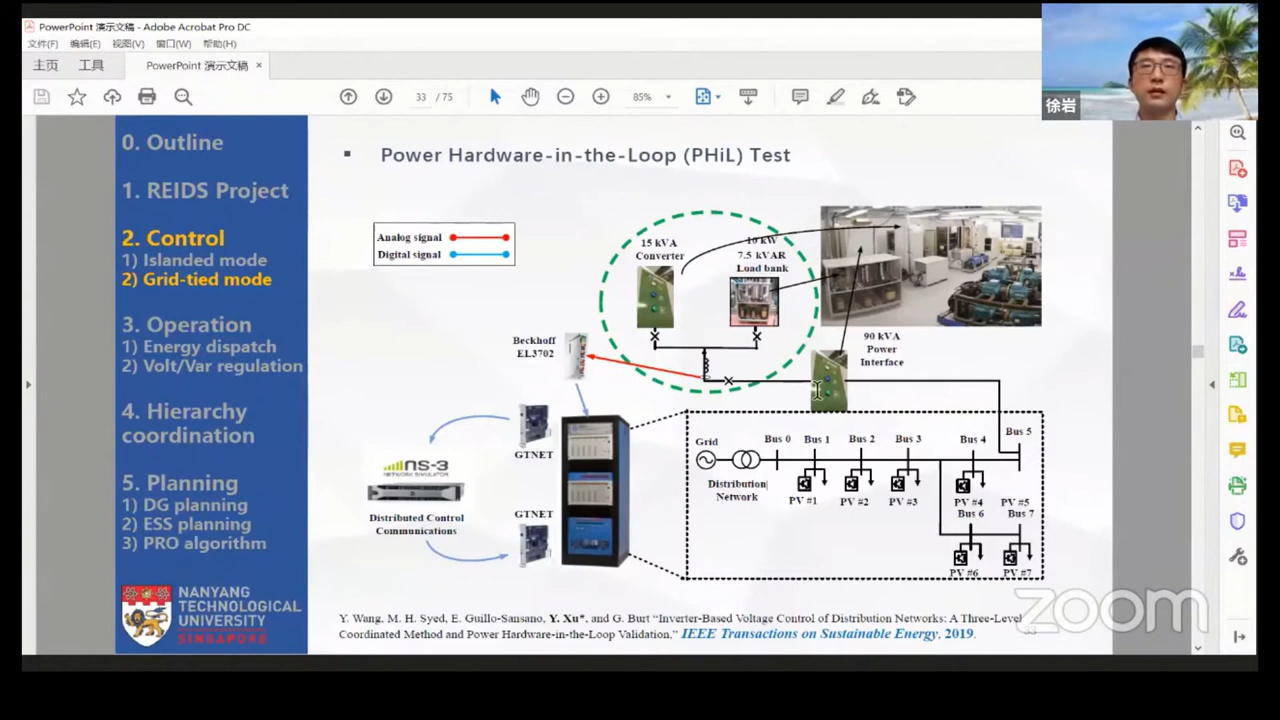 PowerPoint 演示文稿 - Adobe Acrobat Pro DC
文件(F) 编辑(E) 视图(V) 窗口(W) 帮助(H)
主页 工具 PowerPoint 演示文稿 ×
33 / 75 85%
徐岩
0. Outline
1. REIDS Project
2. Control
1) Islanded mode
2) Grid-tied mode
3. Operation
1) Energy dispatch
2) Volt/Var regulation
4. Hierarchy
coordination
5. Planning
1) DG planning
2) ESS planning
3) PRO algorithm
NANYANG
TECHNOLOGICAL
UNIVERSITY
SINGAPORE
Power Hardware-in-the-Loop (PHiL) Test
Analog signal
Digital signal
15 kVA
Converter
10 kW
7.5 kVAR
Load bank
90 kVA
Power
Interface
Beckhoff
EL3702
GTNET
NS-3
NETWORK SIMULATOR
Distributed Control
Communications
GTNET
Grid
Distribution
Network
Bus 0 Bus 1 Bus 2 Bus 3 Bus 4 Bus 5
PV #1 PV #2 PV #3 PV #4 PV #5
Bus 6 Bus 7
PV #6 PV #7
Y. Wang, M. H. Syed, E. Guillo-Sansano, Y. Xu*, and G. Burt "Inverter-Based Voltage Control of Distribution Networks: A Three-Level
Coordinated Method and Power Hardware-in-the-Loop Validation," IEEE Transactions on Sustainable Energy, 2019.
33
zoom